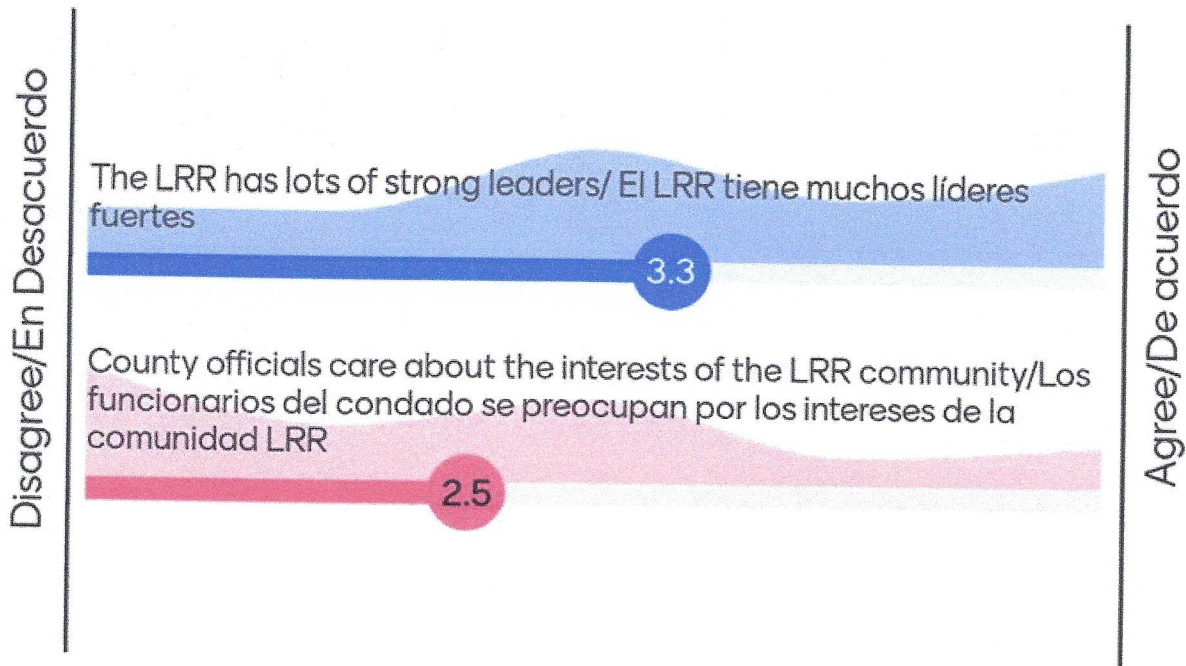 Disagree/En Desacuerdo
The LRR has lots of strong leaders/ El LRR tiene muchos líderes
fuertes
3.3
County officials care about the interests of the LRR community/Los
funcionarios del condado se preocupan por los intereses de la
comunidad LRR
2.5
Agree/De acuerdo